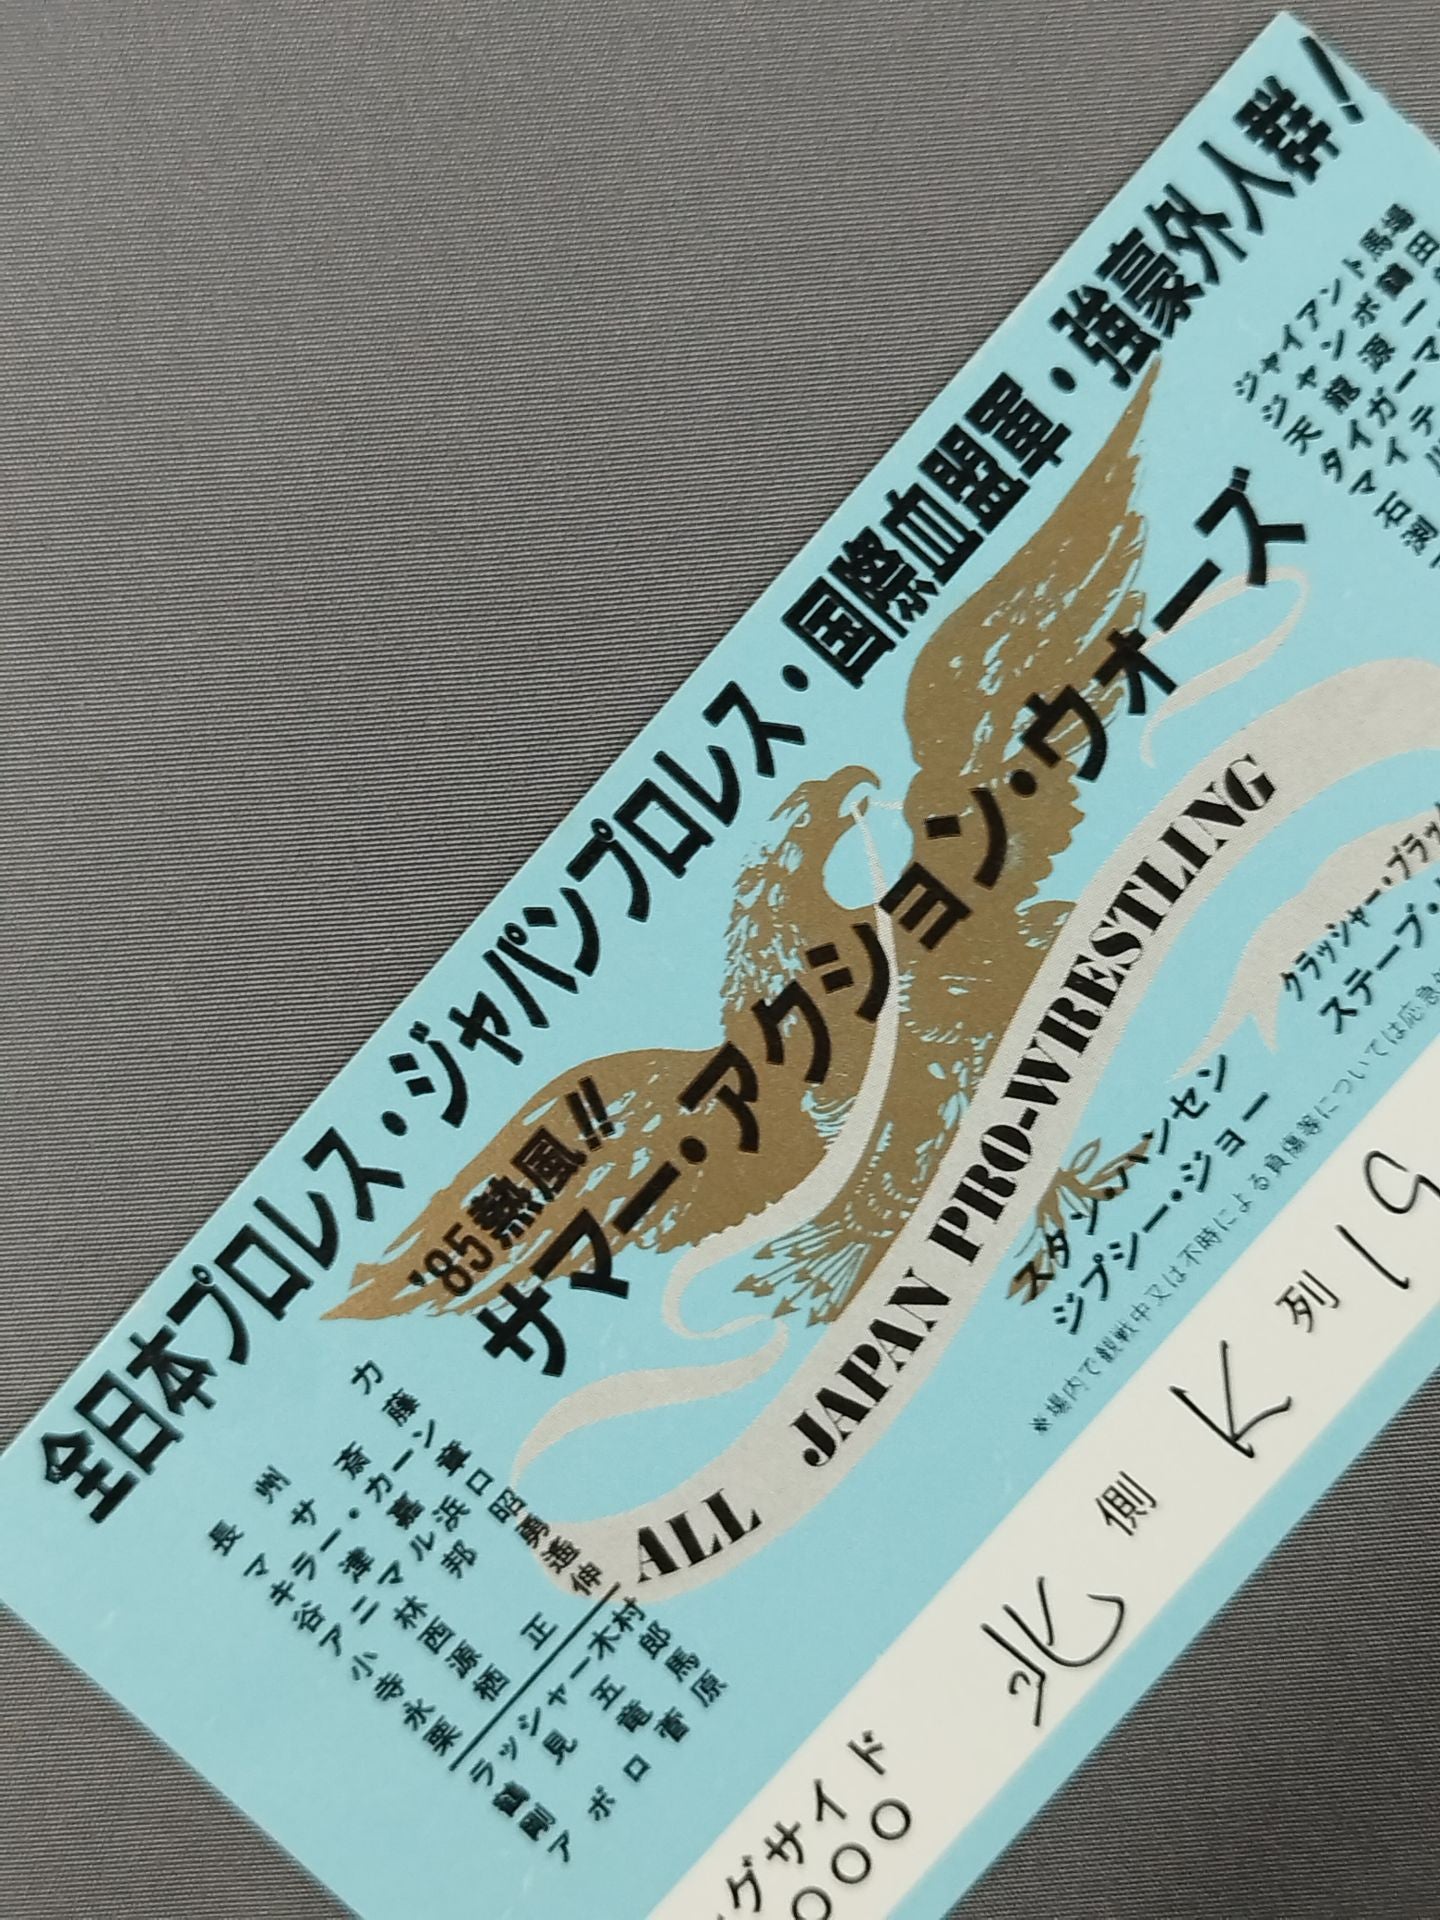 全日本プロレス・ジャパンプロレス・国際血盟軍・強豪外人群!
'85熱風!!
サマー・アクション・ウォーズ
ALL JAPAN PRO-WRESTLING
ジャイアント馬場
ジャンボ鶴田
天龍源一
タイガーマ
マイテ
石川
渕
長州力
マサ斎藤
キラー・カーン
谷津嘉章
アニマル浜口
小林邦昭
寺西勇
永源遙
栗栖正伸
ラッシャー木村
鶴見五郎
剛竜馬
アポロ菅原
スタン・ハンセン
ジプシー・ジョー
クラッシャー・ブラック
ステーブ・
※場内で観戦中又は不時による負傷等については応急
グサイド
000
北側 K列19